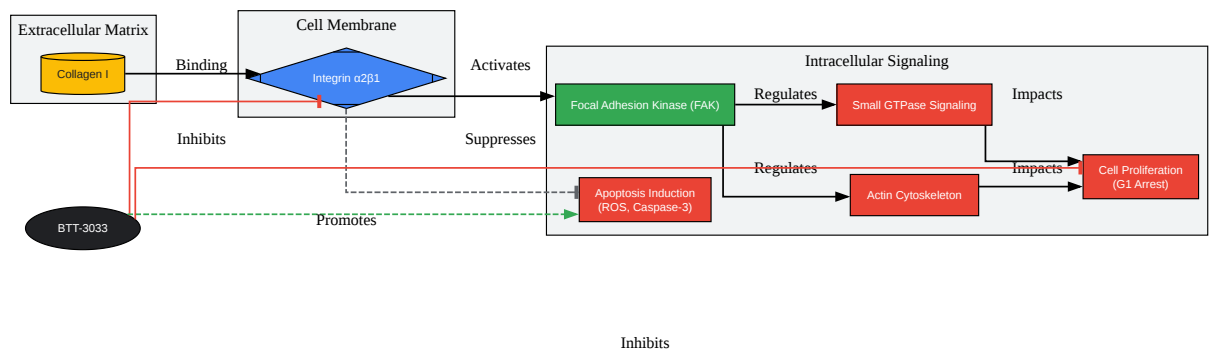 Extracellular Matrix
Collagen I
Binding
Cell Membrane
Integrin α2β1
Activates
Intracellular Signaling
Focal Adhesion Kinase (FAK)
Regulates
Small GTPase Signaling
Impacts
Inhibits
Suppresses
Regulates
Impacts
Cell Proliferation
(G1 Arrest)
Apoptosis Induction
(ROS, Caspase-3)
Actin Cytoskeleton
BTT-3033
Promotes
Inhibits